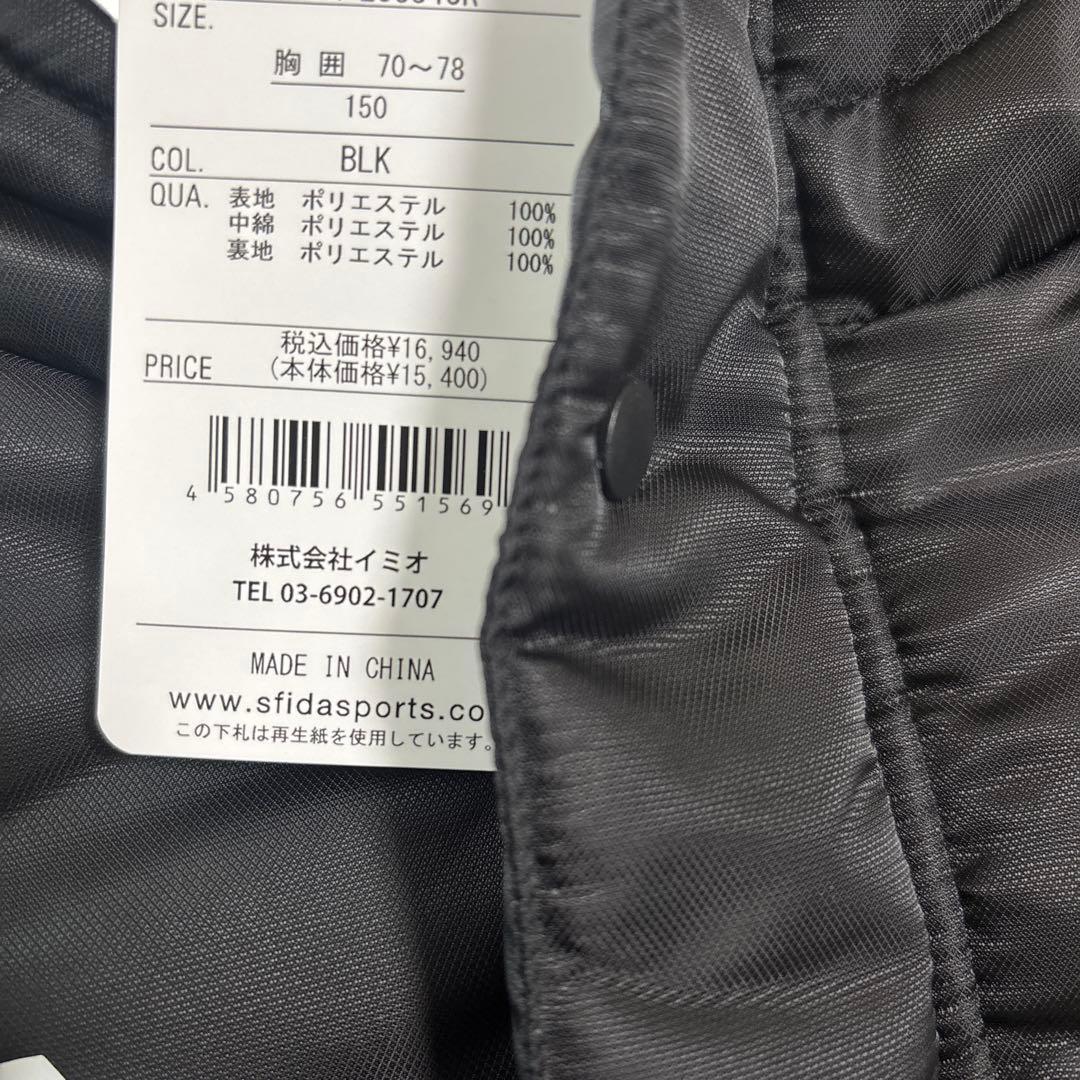 SIZE.
胸 囲 70～78
150
COL. BLK
QUA. 表地 ポリエステル 100%
中綿 ポリエステル 100%
裏地 ポリエステル 100%
税込価格¥16,940
PRICE (本体価格¥15,400)
4 580756 551569
株式会社イミオ
TEL 03-6902-1707
MADE IN CHINA
www.sfidasports.co
この下札は再生紙を使用しています。